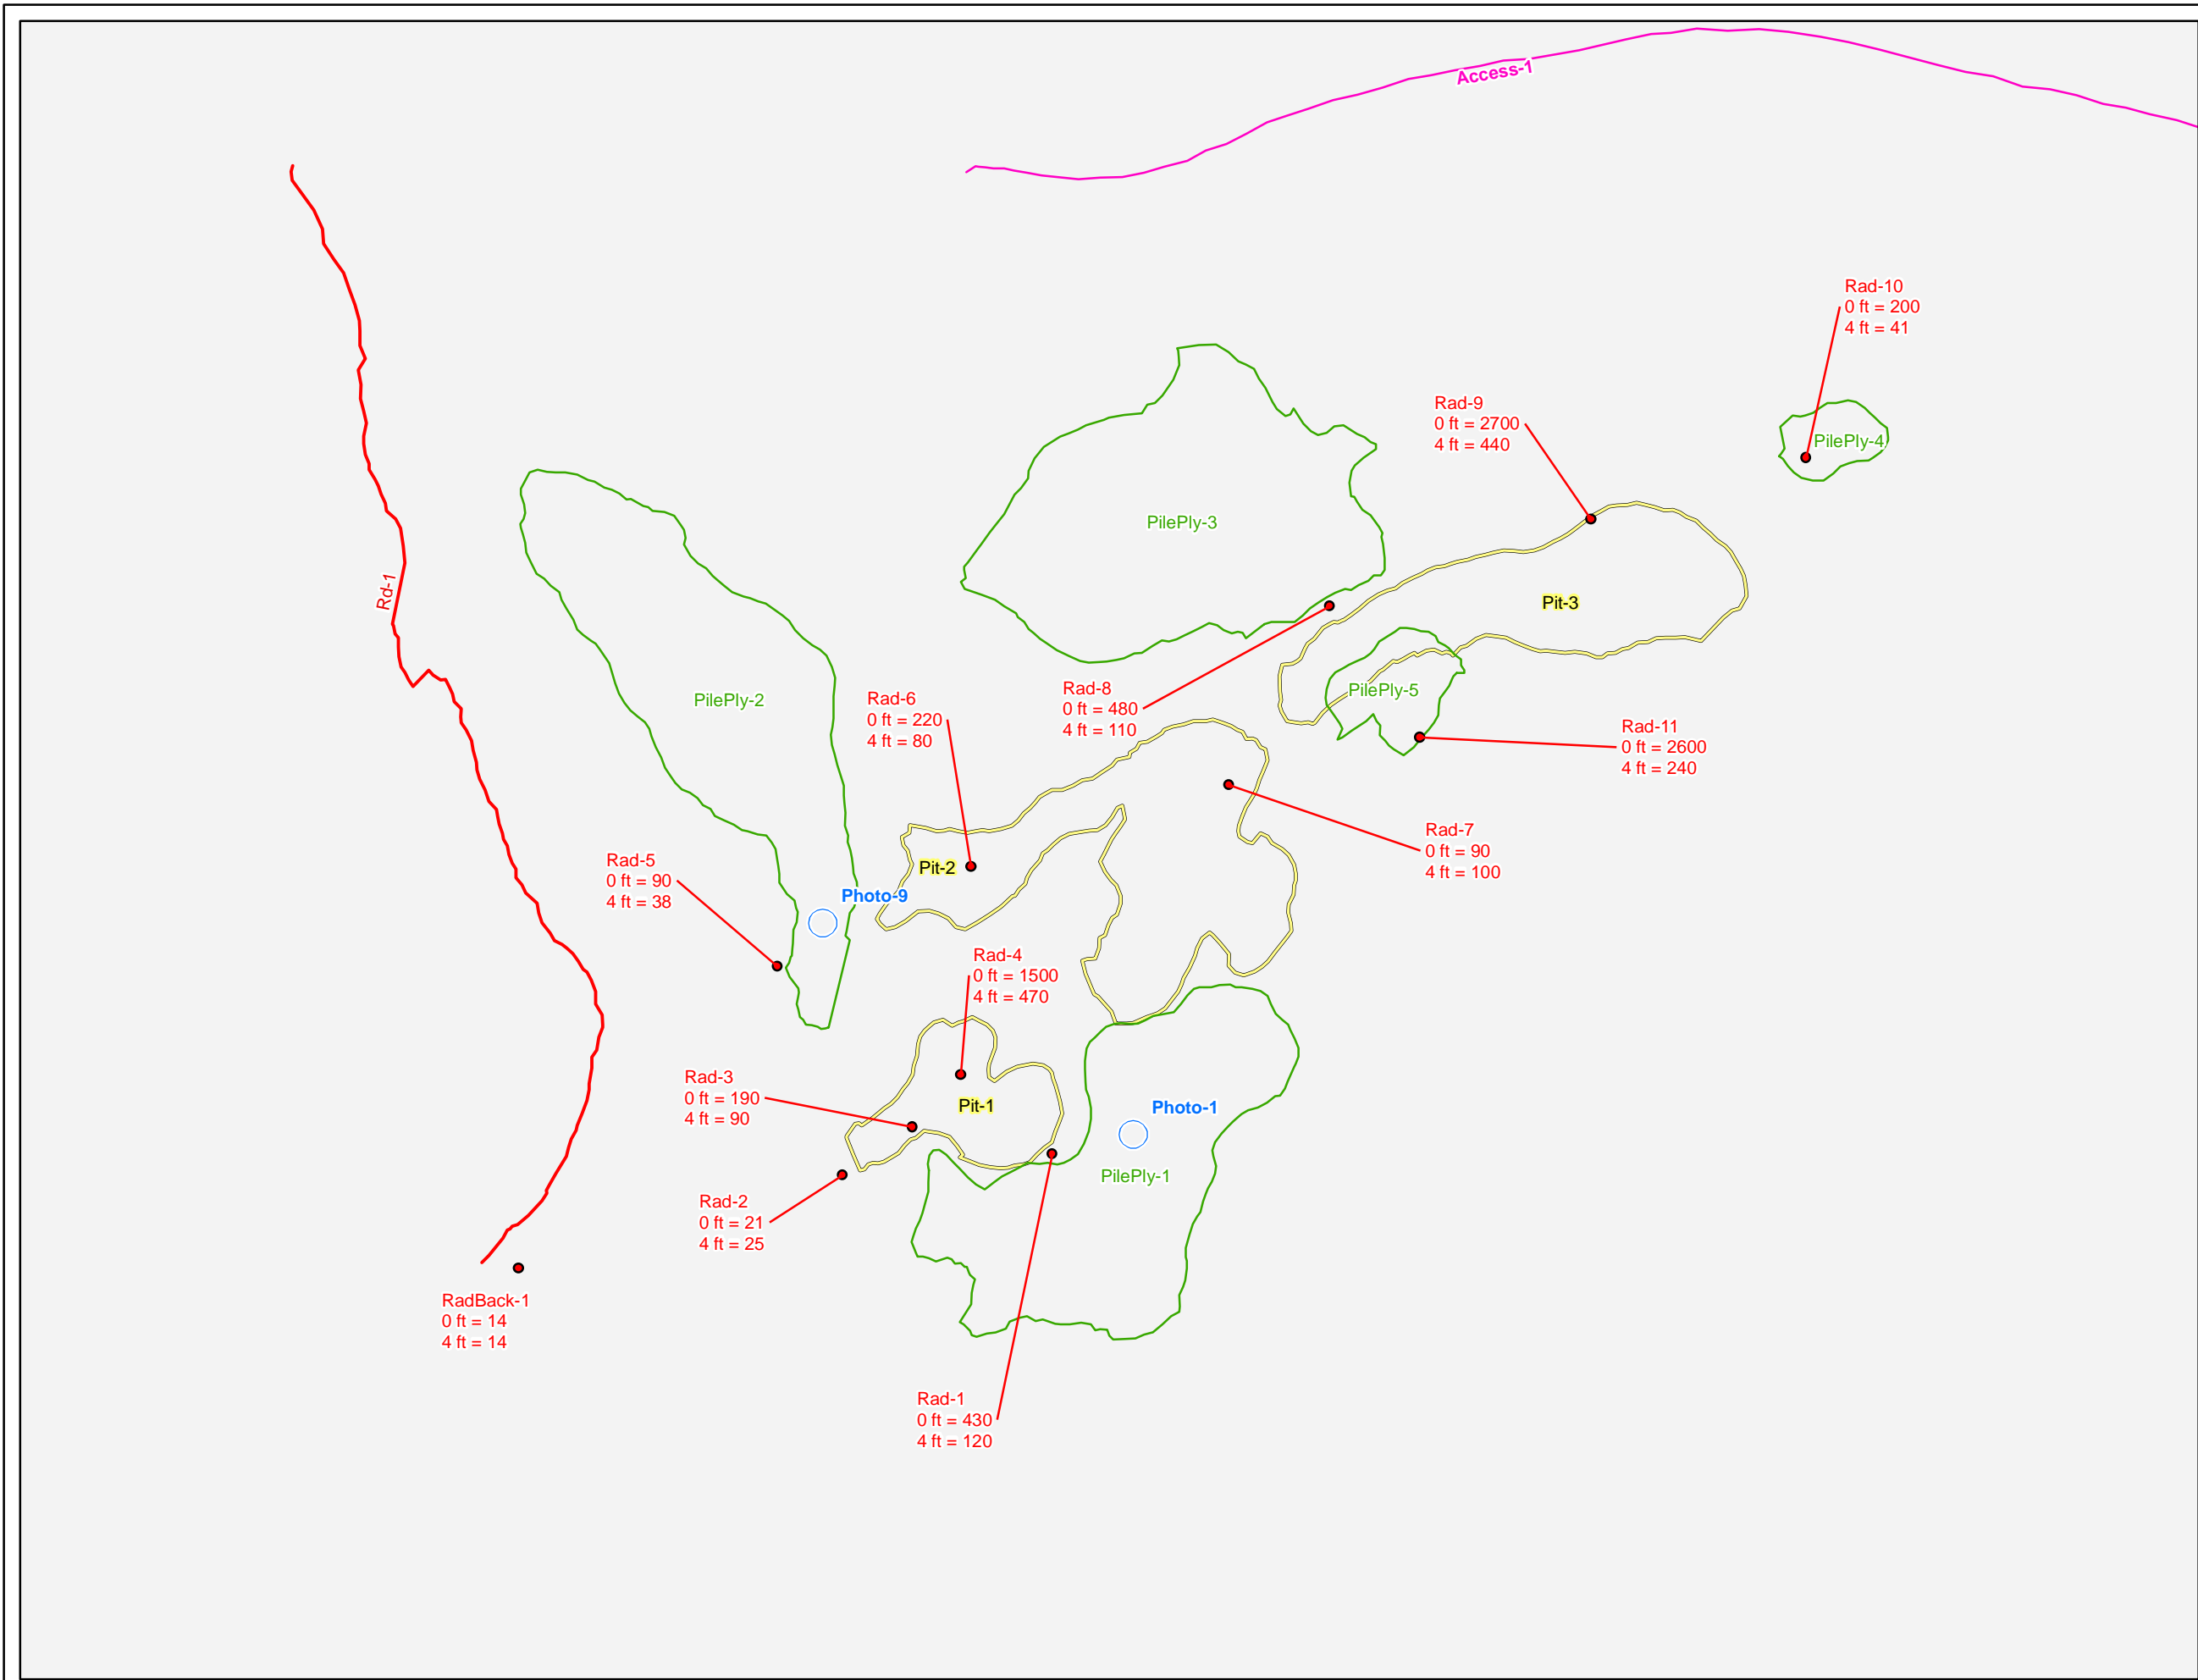 Access-1
Rad-10
0 ft = 200
4 ft = 41
Rad-9
0 ft = 2700
4 ft = 440
PilePly-4
PilePly-3
Rd-1
Pit-3
PilePly-2
Rad-6
0 ft = 220
4 ft = 80
Rad-8
0 ft = 480
4 ft = 110
PilePly-5
Rad-11
0 ft = 2600
4 ft = 240
Rad-7
0 ft = 90
4 ft = 100
Rad-5
0 ft = 90
4 ft = 38
Pit-2
Photo-9
Rad-4
0 ft = 1500
4 ft = 470
Rad-3
0 ft = 190
4 ft = 90
Pit-1
Photo-1
PilePly-1
Rad-2
0 ft = 21
4 ft = 25
RadBack-1
0 ft = 14
4 ft = 14
Rad-1
0 ft = 430
4 ft = 120